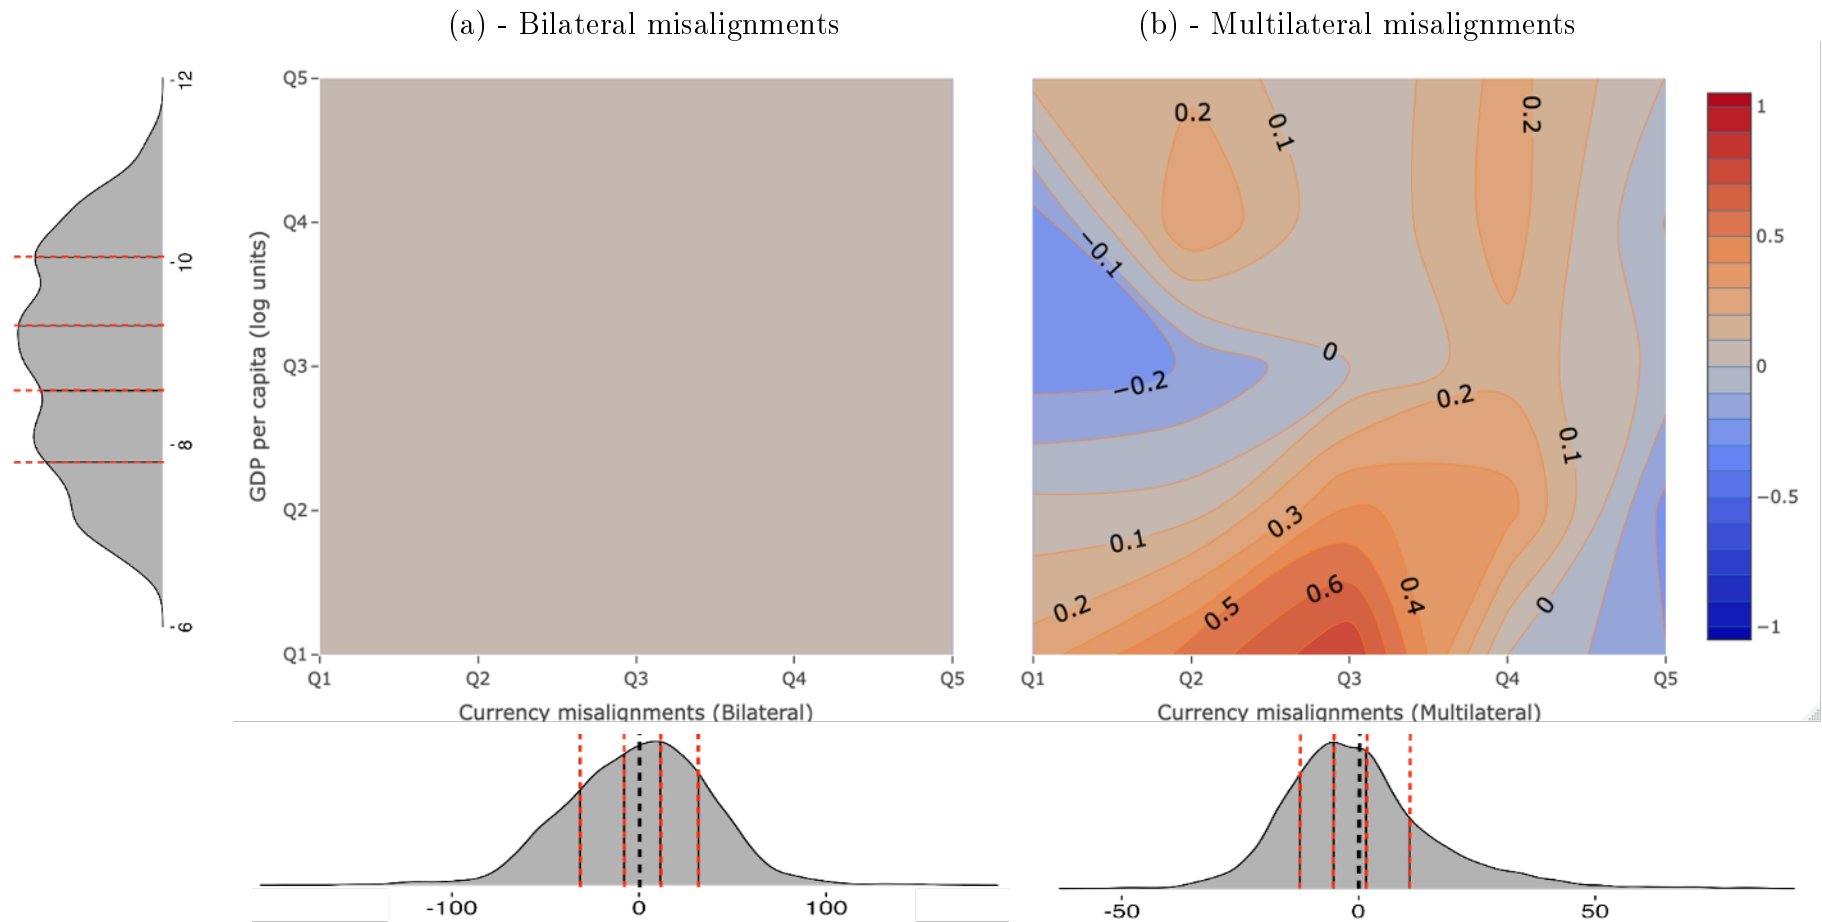 (a) - Bilateral misalignments
(b) - Multilateral misalignments
12
10
8
6
GDP per capita (log units)
Q5
Q4
Q3
Q2
Q1
Q1 Q2 Q3 Q4 Q5
Currency misalignments (Bilateral)
0.2
0.1
0.2
−0.1
0
−0.2
0.2
0.1
0.3
0.1
0.6
0.4
0.5
0.2
0
Q1 Q2 Q3 Q4 Q5
Currency misalignments (Multilateral)
1
0.5
0
−0.5
−1
-100 0 100
-50 0 50